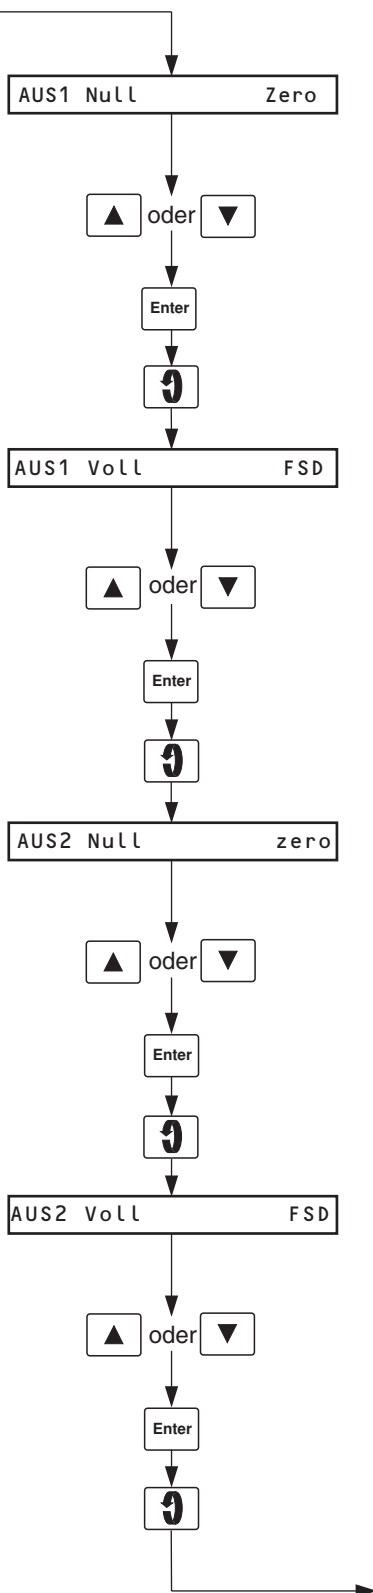 AUS1 Null Zero
▲ oder ▼
Enter
AUS1 Voll FSD
▲ oder ▼
Enter
AUS2 Null zero
▲ oder ▼
Enter
AUS2 Voll FSD
▲ oder ▼
Enter